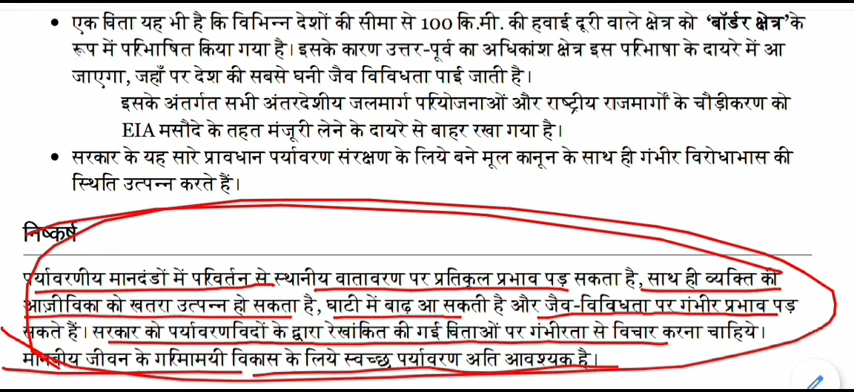 • एक चिंता यह भी है कि विभिन्न देशों की सीमा से 100 कि.मी. की हवाई दूरी वाले क्षेत्र को ‘बॉर्डर क्षेत्र’के
रूप में परिभाषित किया गया है। इसके कारण उत्तर-पूर्व का अधिकांश क्षेत्र इस परिभाषा के दायरे में आ
जाएगा, जहाँ पर देश की सबसे घनी जैव विविधता पाई जाती है।
इसके अंतर्गत सभी अंतरदेशीय जलमार्ग परियोजनाओं और राष्ट्रीय राजमार्गों के चौड़ीकरण को
EIA मसौदे के तहत मंजूरी लेने के दायरे से बाहर रखा गया है।
• सरकार के यह सारे प्रावधान पर्यावरण संरक्षण के लिये बने मूल कानून के साथ ही गंभीर विरोधाभास की
स्थिति उत्पन्न करते हैं।
निष्कर्ष
पर्यावरणीय मानदंडों में परिवर्तन से स्थानीय वातावरण पर प्रतिकूल प्रभाव पड़ सकता है, साथ ही व्यक्ति की
आज़ीविका को खतरा उत्पन्न हो सकता है, घाटी में बाढ़ आ सकती है और जैव-विविधता पर गंभीर प्रभाव पड़
सकते हैं। सरकार को पर्यावरणविदों के द्वारा रेखांकित की गई चिंताओं पर गंभीरता से विचार करना चाहिये।
मानवीय जीवन के गरिमामयी विकास के लिये स्वच्छ पर्यावरण अति आवश्यक है।